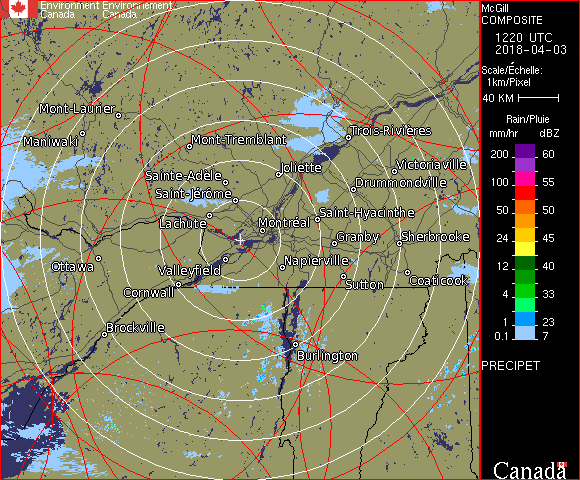 Environment Environnement
Canada Canada
McGill
COMPOSITE
1220 UTC
2018-04-03
Scale/Échelle:
1km/Pixel
40 KM
Rain/Pluie
mm/hr dBZ
200 60
55
100 55
50 50
24 45
12 40
4 33
1 23
0.1 7
PRECIPET
Mont-Laurier
Maniwaki
Mont-Tremblant
Trois-Rivières
Joliette
Victoriaville
Sainte-Adèle
Drummondville
Saint-Jérôme
Saint-Hyacinthe
Lachute
Montréal
Granby
Sherbrooke
Ottawa
Valleyfield
Napierville
Cornwall
Sutton
Coaticook
Brockville
Burlington
Canada